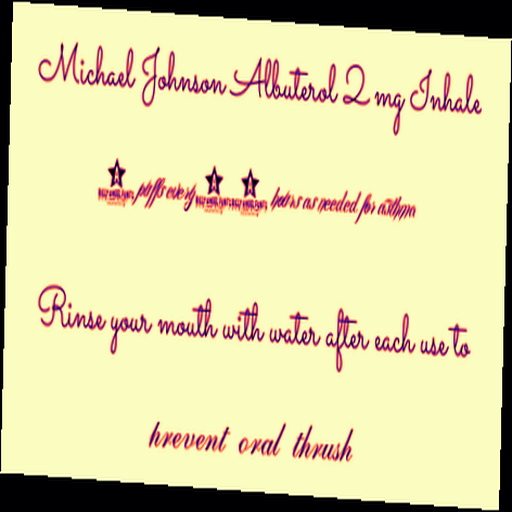 Michael Johnson Albuterol 2 mg Inhale
puffs every hours as needed for asthma
Rinse your mouth with water after each use to
prevent oral thrush